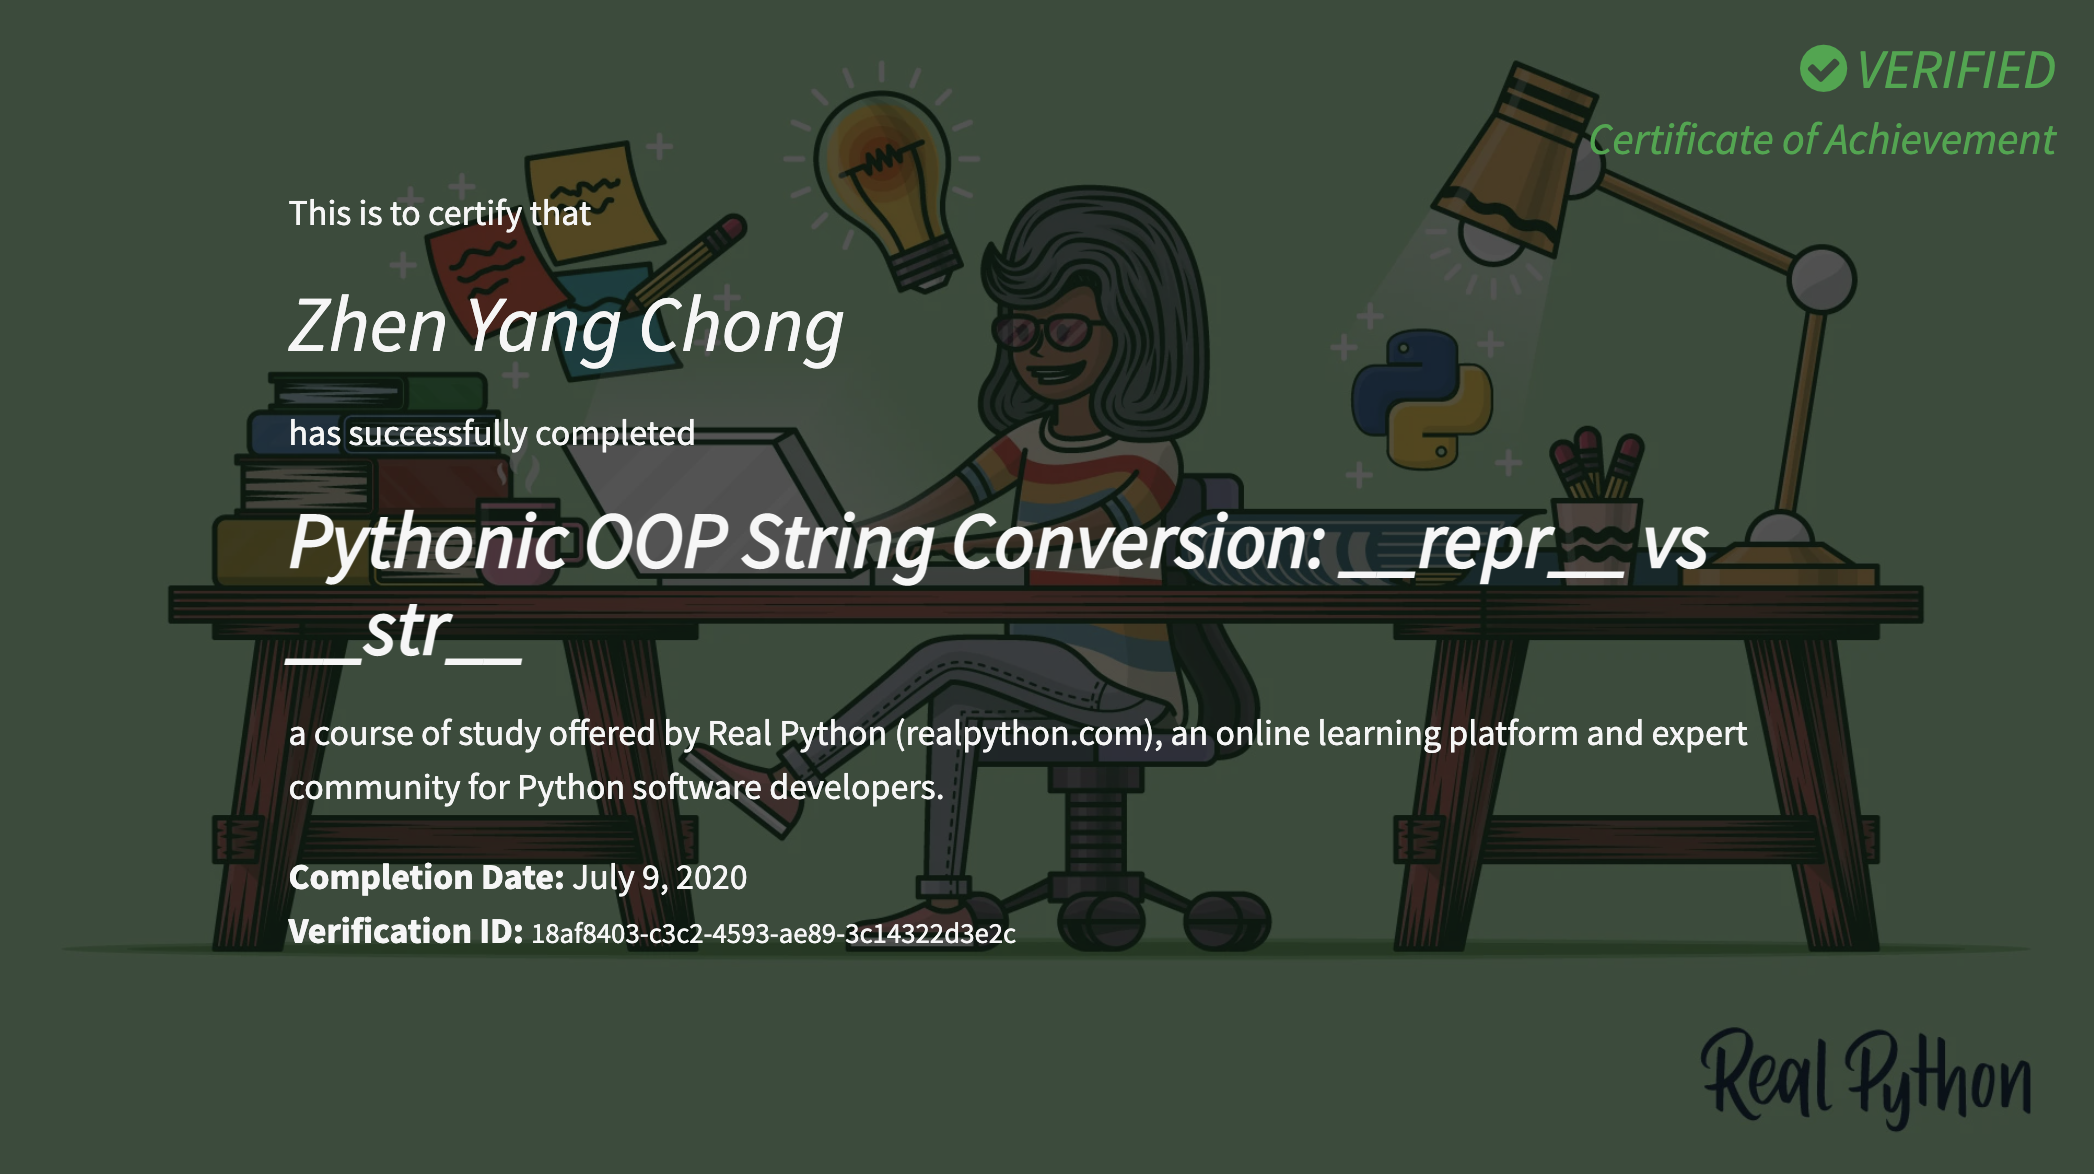 VERIFIED
Certificate of Achievement
This is to certify that
Zhen Yang Chong
has successfully completed
Pythonic OOP String Conversion: __repr__ vs
__str__
a course of study offered by Real Python (realpython.com), an online learning platform and expert
community for Python software developers.
Completion Date: July 9, 2020
Verification ID: 18af8403-c3c2-4593-ae89-3c14322d3e2c
Real Python